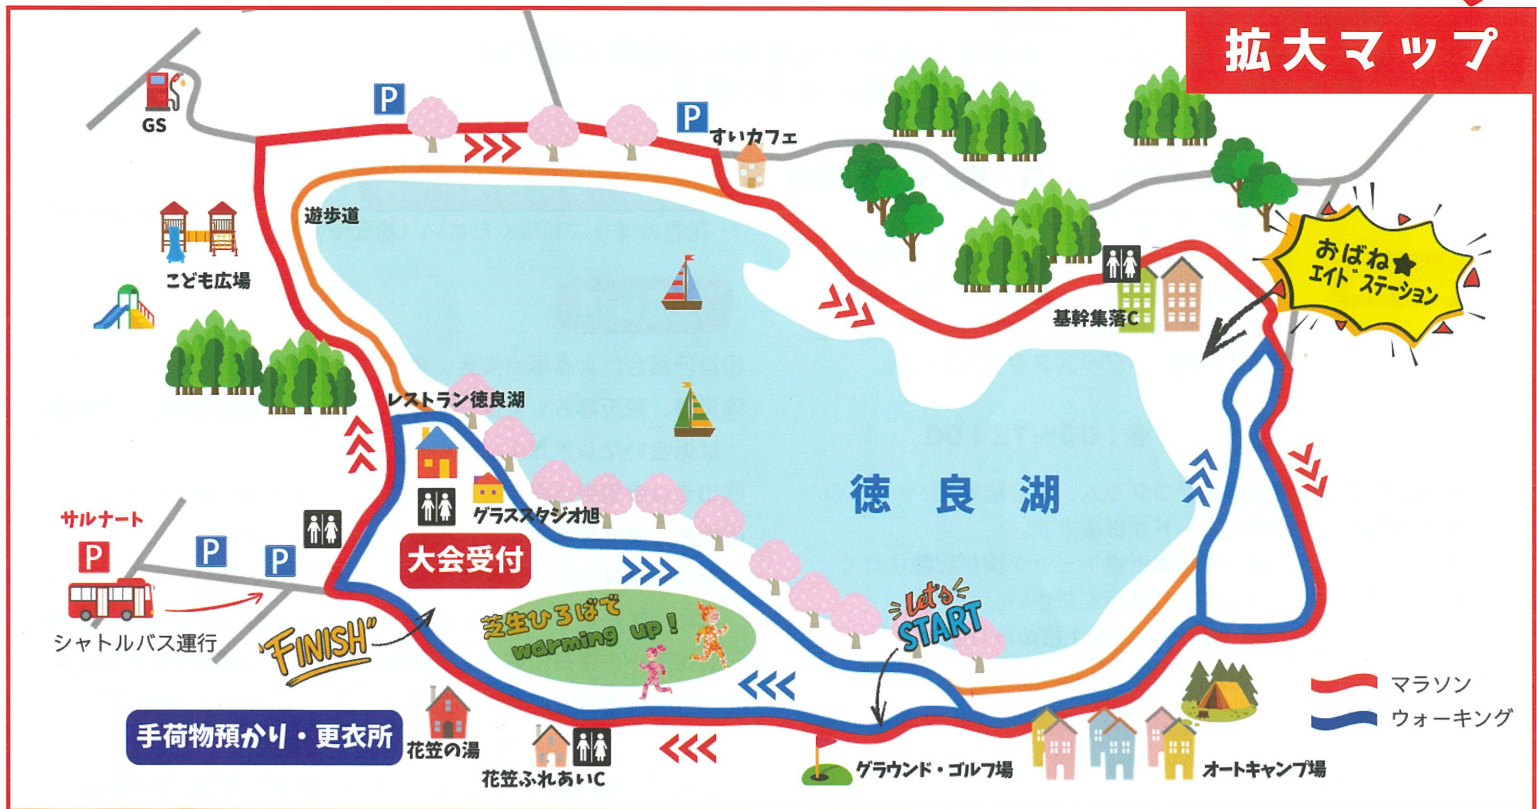 拡大マップ
GS
P
P
すいカフェ
遊歩道
こども広場
おばね★
エイドステーション
基幹集落C
レストラン徳良湖
グラススタジオ旭
徳良湖
サルナート
P
P
P
大会受付
シャトルバス運行
"FINISH"
芝生ひろばで
warming up!
Let's
START
手荷物預かり・更衣所
花笠の湯
花笠ふれあいC
グラウンド・ゴルフ場
オートキャンプ場
マラソン
ウォーキング